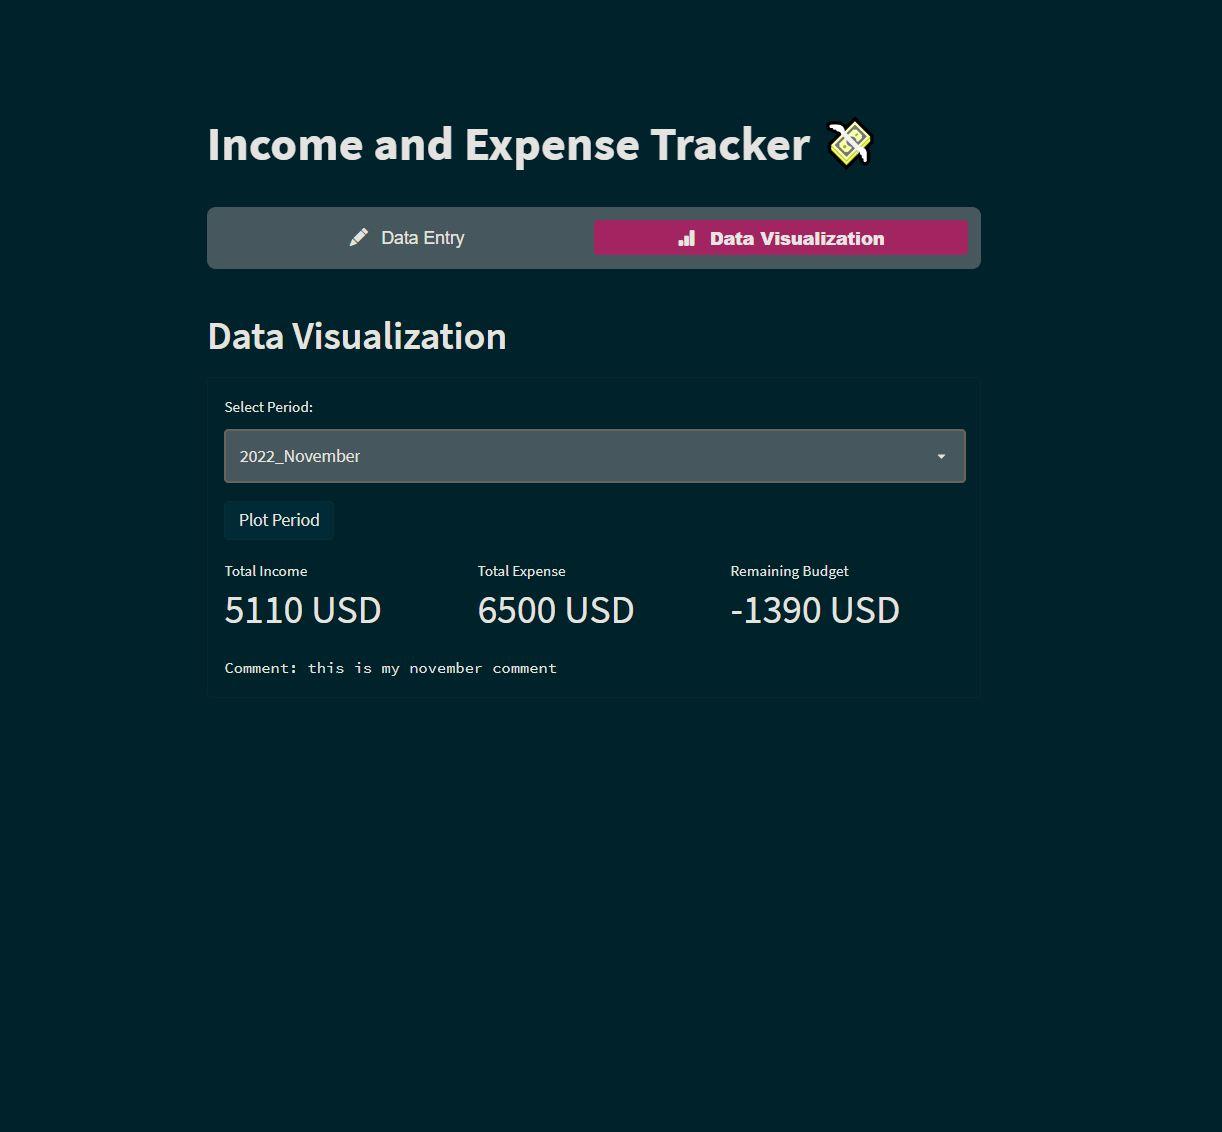 Income and Expense Tracker 💸
Data Entry
Data Visualization
Data Visualization
Select Period:
2022_November
Plot Period
Total Income
Total Expense
Remaining Budget
5110 USD
6500 USD
-1390 USD
Comment: this is my november comment